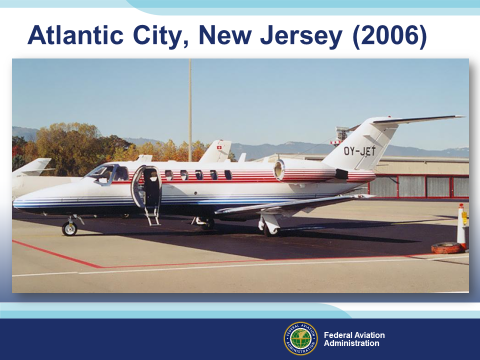 Atlantic City, New Jersey (2006)
OY-JET
Federal Aviation
Administration